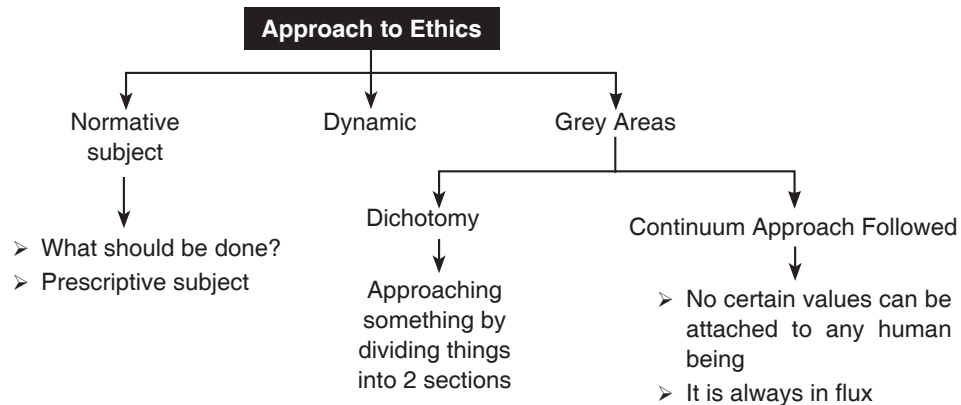 Approach to Ethics
Normative
subject
Dynamic
Grey Areas
➢ What should be done?
➢ Prescriptive subject
Dichotomy
Approaching
something by
dividing things
into 2 sections
Continuum Approach Followed
➢ No certain values can be
attached to any human
being
➢ It is always in flux